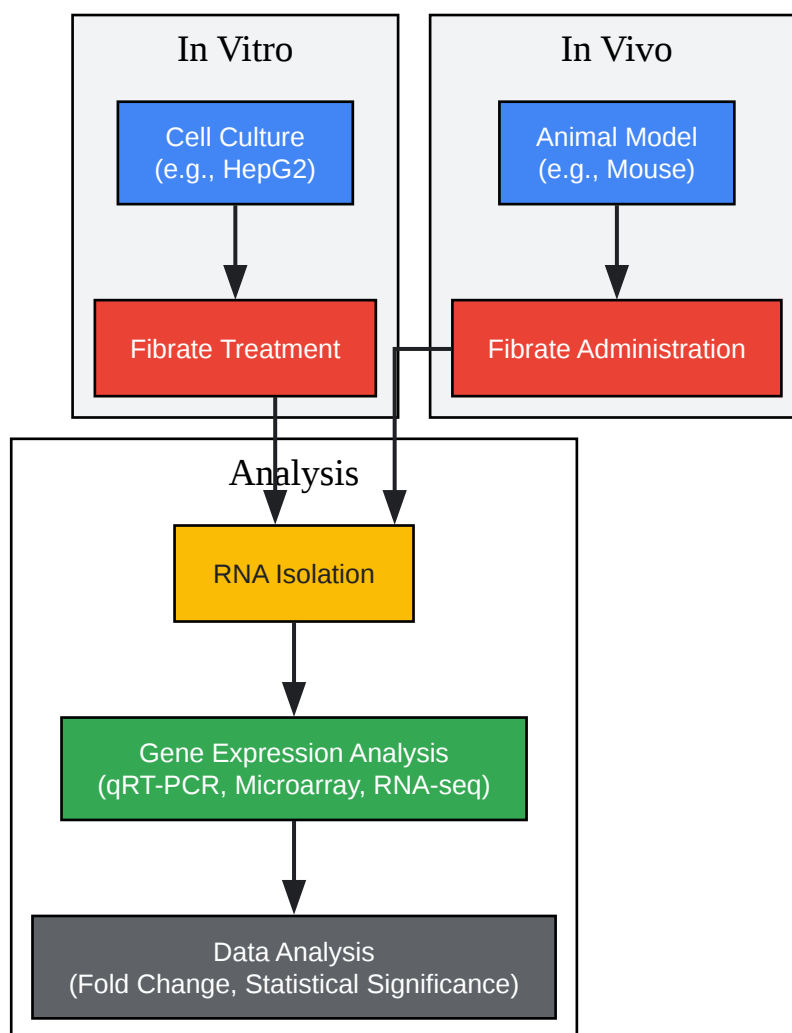 In Vitro
Cell Culture
(e.g., HepG2)
Fibrate Treatment
In Vivo
Animal Model
(e.g., Mouse)
Fibrate Administration
Analysis
RNA Isolation
Gene Expression Analysis
(qRT-PCR, Microarray, RNA-seq)
Data Analysis
(Fold Change, Statistical Significance)